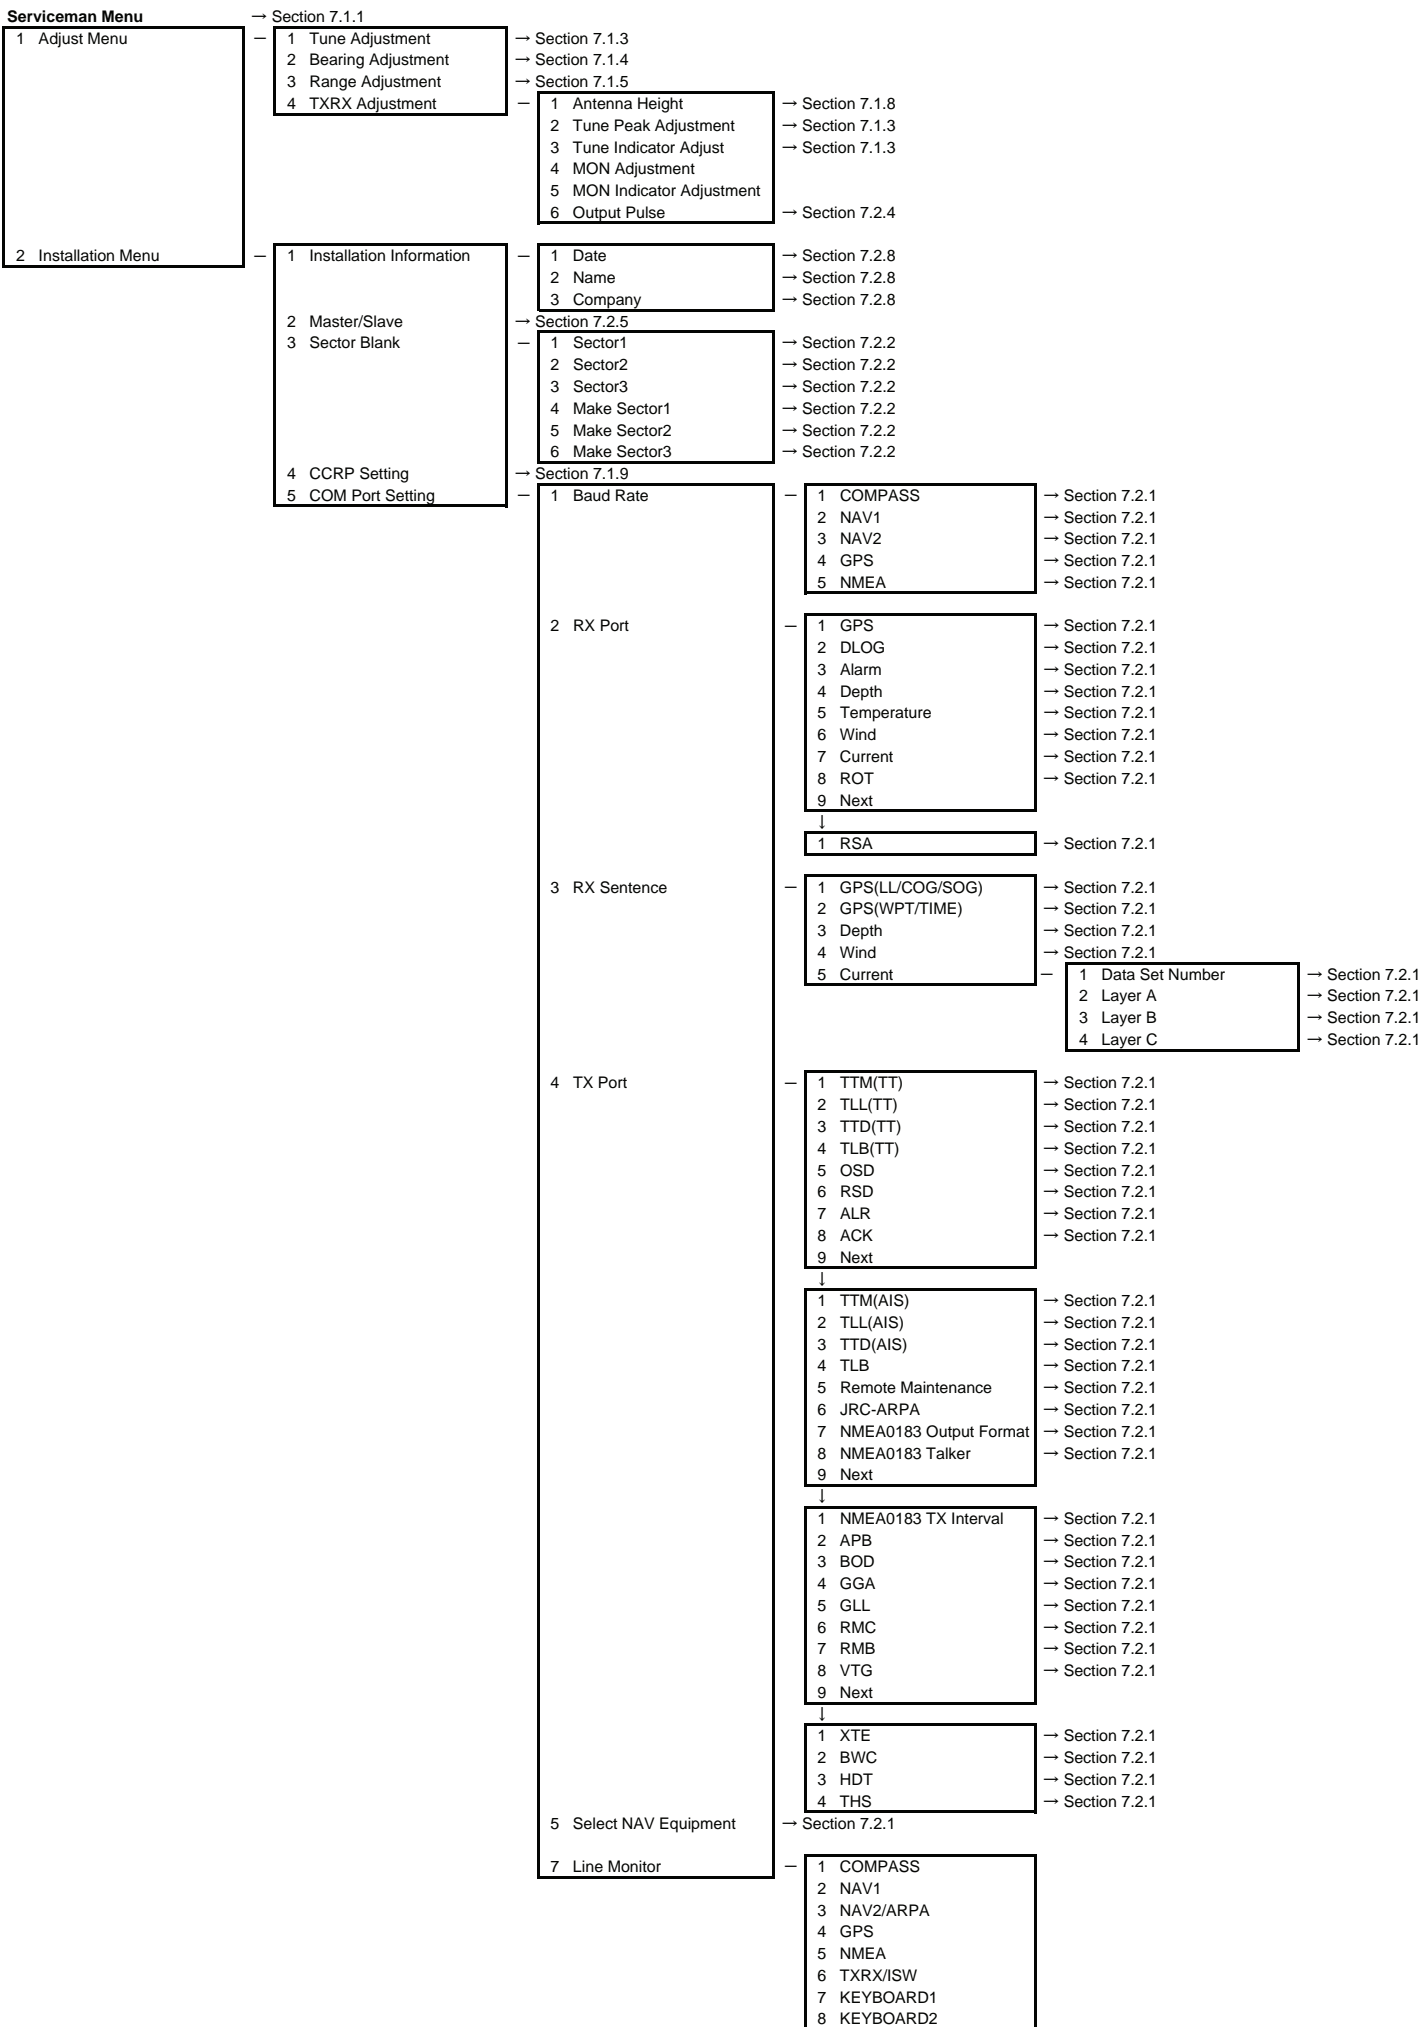 Serviceman Menu → Section 7.1.1
1 Adjust Menu – 1 Tune Adjustment → Section 7.1.3
2 Bearing Adjustment → Section 7.1.4
3 Range Adjustment → Section 7.1.5
4 TXRX Adjustment – 1 Antenna Height → Section 7.1.8
2 Tune Peak Adjustment → Section 7.1.3
3 Tune Indicator Adjust → Section 7.1.3
4 MON Adjustment
5 MON Indicator Adjustment
6 Output Pulse → Section 7.2.4
2 Installation Menu – 1 Installation Information – 1 Date → Section 7.2.8
2 Name → Section 7.2.8
3 Company → Section 7.2.8
2 Master/Slave → Section 7.2.5
3 Sector Blank – 1 Sector1 → Section 7.2.2
2 Sector2 → Section 7.2.2
3 Sector3 → Section 7.2.2
4 Make Sector1 → Section 7.2.2
5 Make Sector2 → Section 7.2.2
6 Make Sector3 → Section 7.2.2
4 CCRP Setting → Section 7.1.9
5 COM Port Setting – 1 Baud Rate – 1 COMPASS → Section 7.2.1
2 NAV1 → Section 7.2.1
3 NAV2 → Section 7.2.1
4 GPS → Section 7.2.1
5 NMEA → Section 7.2.1
2 RX Port – 1 GPS → Section 7.2.1
2 DLOG → Section 7.2.1
3 Alarm → Section 7.2.1
4 Depth → Section 7.2.1
5 Temperature → Section 7.2.1
6 Wind → Section 7.2.1
7 Current → Section 7.2.1
8 ROT → Section 7.2.1
9 Next
↓
1 RSA → Section 7.2.1
3 RX Sentence – 1 GPS(LL/COG/SOG) → Section 7.2.1
2 GPS(WPT/TIME) → Section 7.2.1
3 Depth → Section 7.2.1
4 Wind → Section 7.2.1
5 Current – 1 Data Set Number → Section 7.2.1
2 Layer A → Section 7.2.1
3 Layer B → Section 7.2.1
4 Layer C → Section 7.2.1
4 TX Port – 1 TTM(TT) → Section 7.2.1
2 TLL(TT) → Section 7.2.1
3 TTD(TT) → Section 7.2.1
4 TLB(TT) → Section 7.2.1
5 OSD → Section 7.2.1
6 RSD → Section 7.2.1
7 ALR → Section 7.2.1
8 ACK → Section 7.2.1
9 Next
↓
1 TTM(AIS) → Section 7.2.1
2 TLL(AIS) → Section 7.2.1
3 TTD(AIS) → Section 7.2.1
4 TLB → Section 7.2.1
5 Remote Maintenance → Section 7.2.1
6 JRC-ARPA → Section 7.2.1
7 NMEA0183 Output Format → Section 7.2.1
8 NMEA0183 Talker → Section 7.2.1
9 Next
↓
1 NMEA0183 TX Interval → Section 7.2.1
2 APB → Section 7.2.1
3 BOD → Section 7.2.1
4 GGA → Section 7.2.1
5 GLL → Section 7.2.1
6 RMC → Section 7.2.1
7 RMB → Section 7.2.1
8 VTG → Section 7.2.1
9 Next
↓
1 XTE → Section 7.2.1
2 BWC → Section 7.2.1
3 HDT → Section 7.2.1
4 THS → Section 7.2.1
5 Select NAV Equipment → Section 7.2.1
7 Line Monitor – 1 COMPASS
2 NAV1
3 NAV2/ARPA
4 GPS
5 NMEA
6 TXRX/ISW
7 KEYBOARD1
8 KEYBOARD2